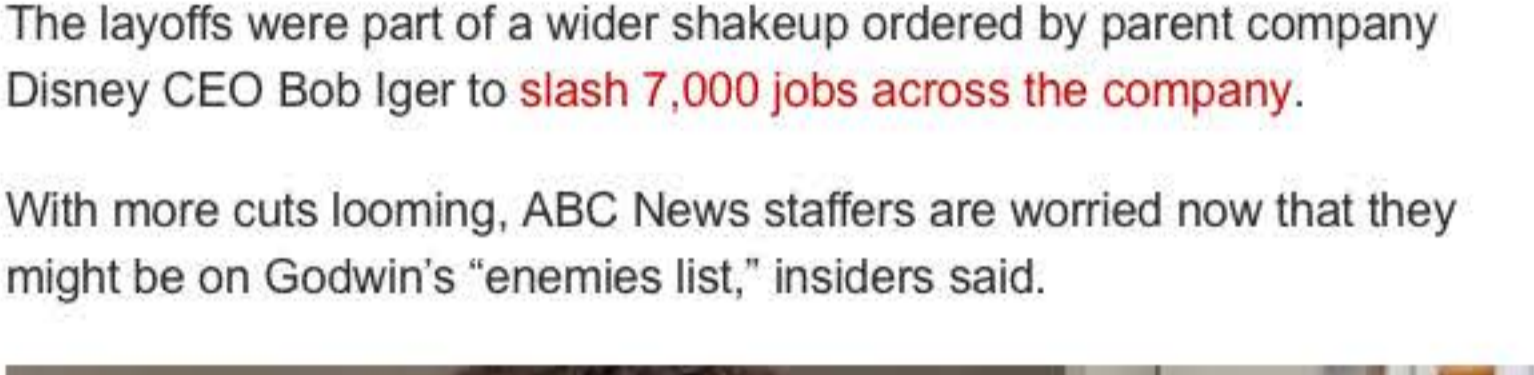 The layoffs were part of a wider shakeup ordered by parent company
Disney CEO Bob Iger to slash 7,000 jobs across the company.
With more cuts looming, ABC News staffers are worried now that they
might be on Godwin’s “enemies list,” insiders said.